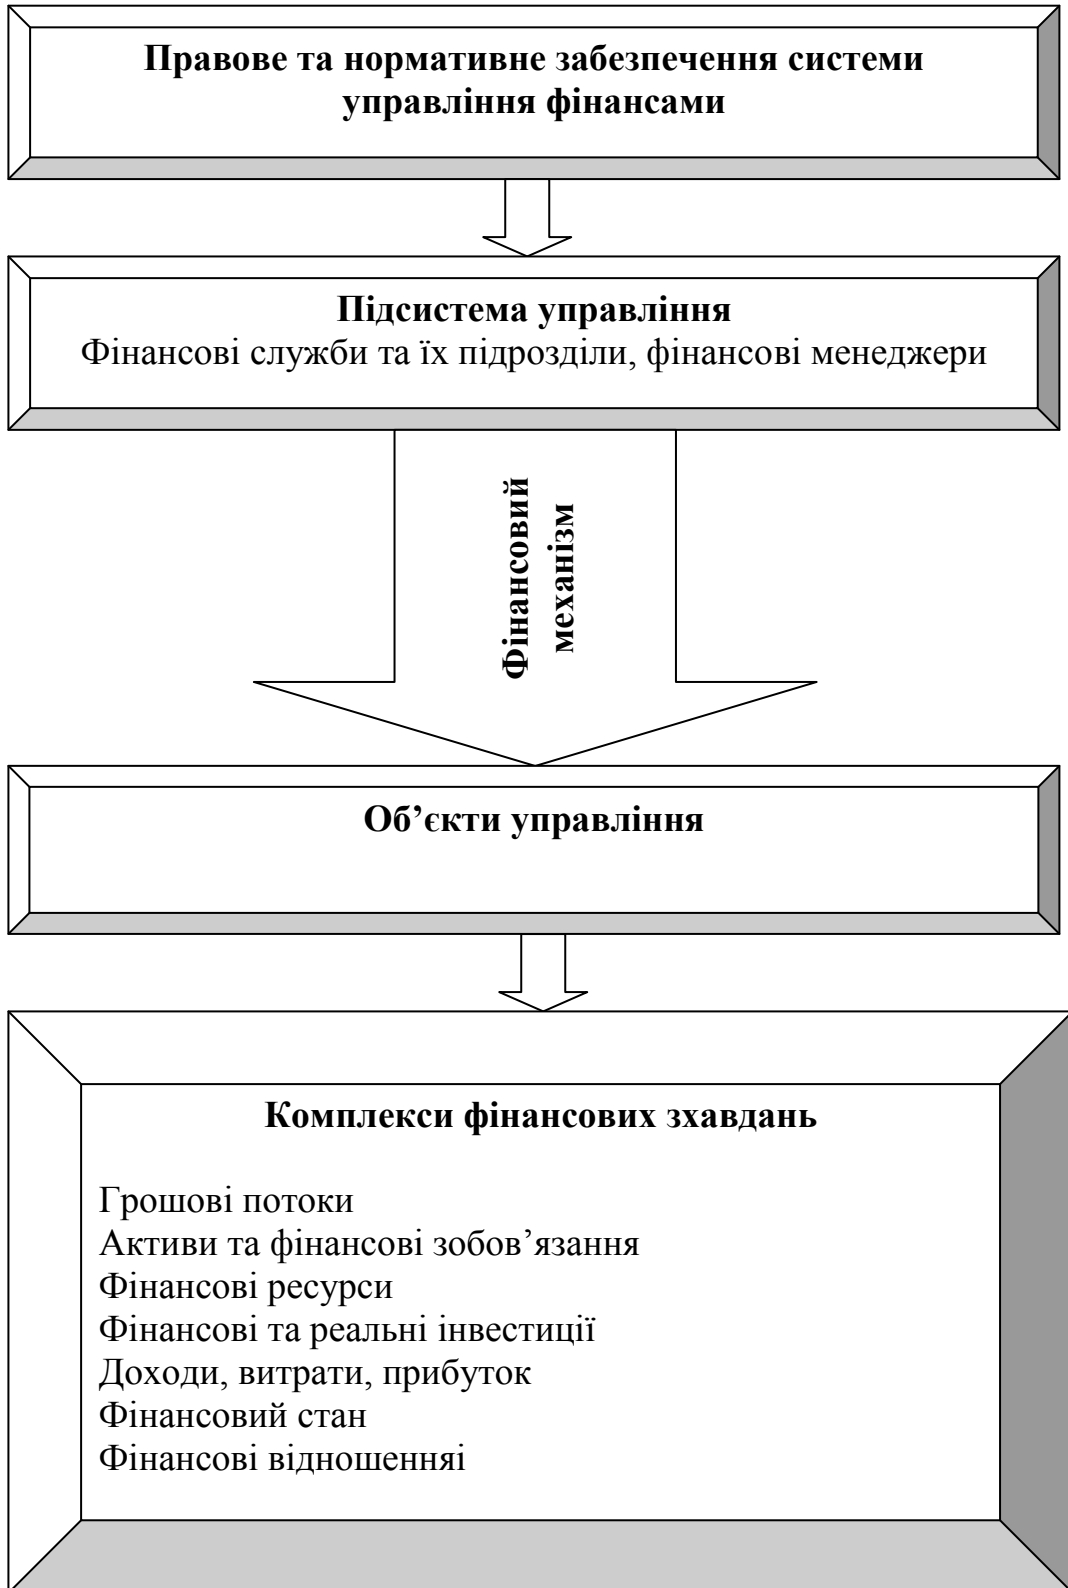 Правове та нормативне забезпечення системи
управління фінансами
Підсистема управління
Фінансові служби та їх підрозділи, фінансові менеджери
Фінансовий
механізм
Об’єкти управління
Комплекси фінансових зхавдань
Грошові потоки
Активи та фінансові зобов’язання
Фінансові ресурси
Фінансові та реальні інвестиції
Доходи, витрати, прибуток
Фінансовий стан
Фінансові відношенняі